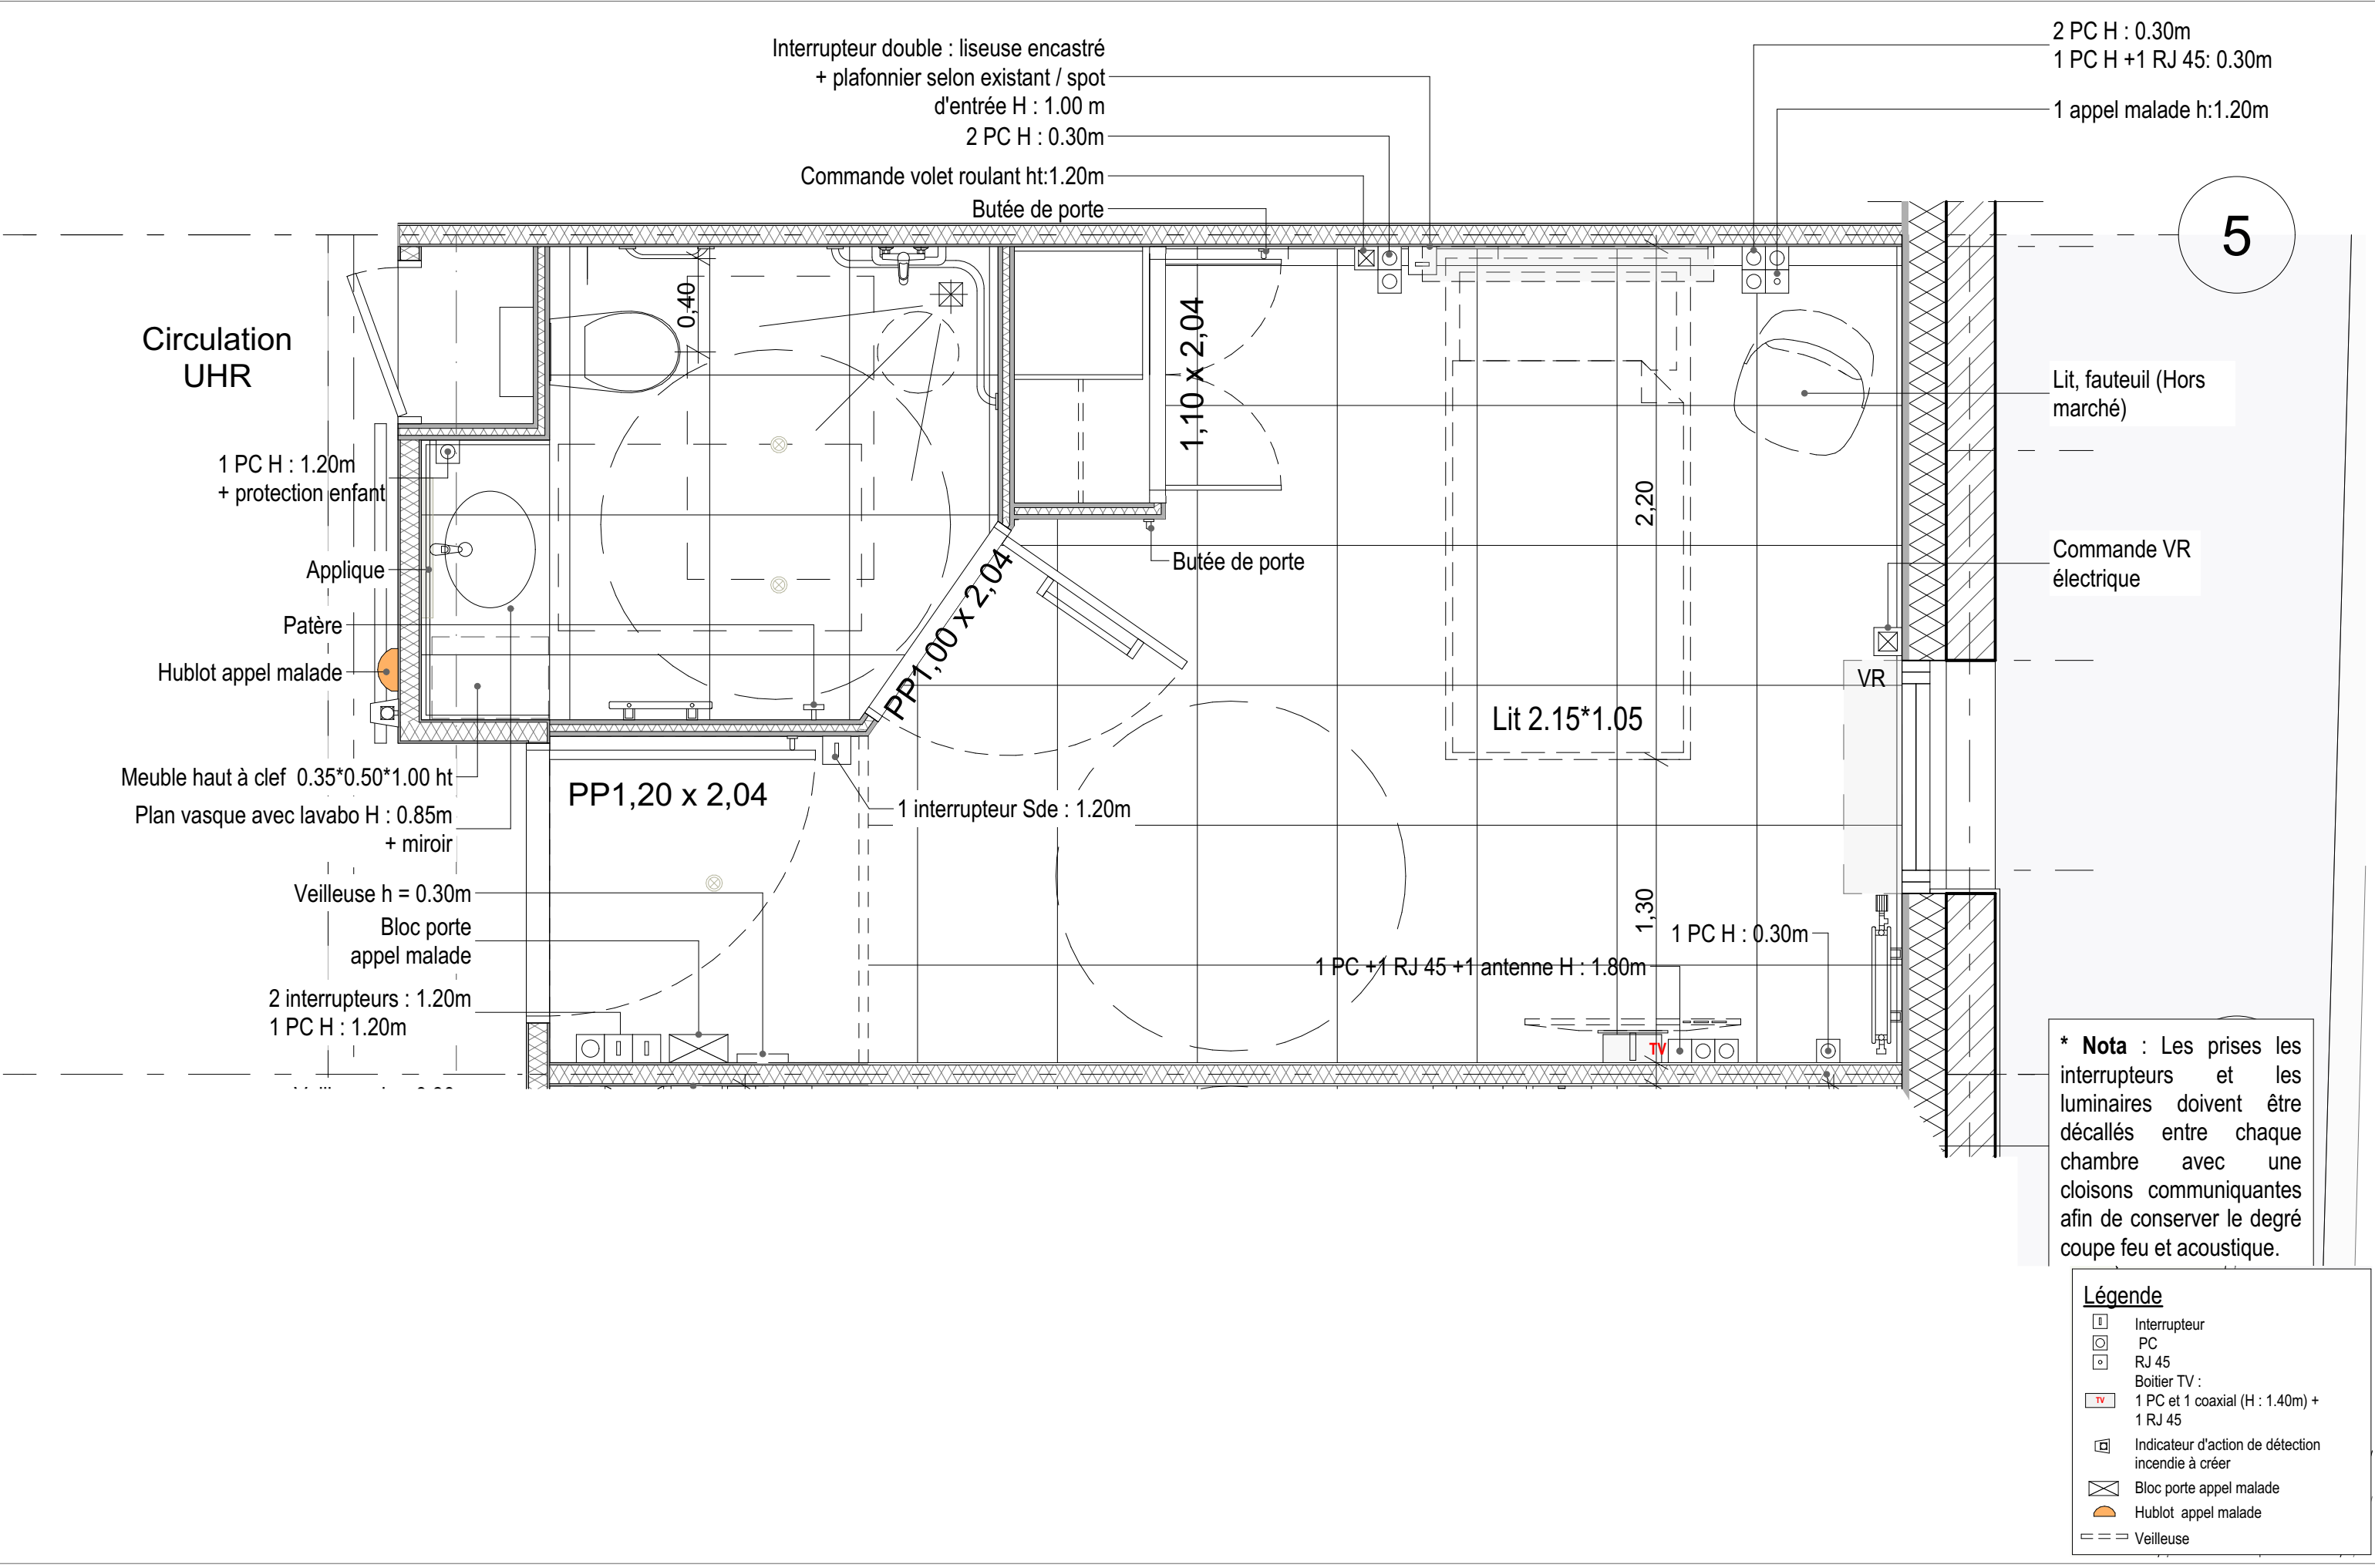 Interrupteur double : liseuse encastré
+ plafonnier selon existant / spot
d'entrée H : 1.00 m
2 PC H : 0.30m
Commande volet roulant ht:1.20m
Butée de porte
2 PC H : 0.30m
1 PC H +1 RJ 45: 0.30m
1 appel malade h:1.20m
5
Circulation
UHR
0,40
1,10 x 2,04
Lit, fauteuil (Hors
marché)
1 PC H : 1.20m
+ protection enfant
2,20
Applique
Butée de porte
Commande VR
électrique
PP1,00 x 2,04
Patère
Hublot appel malade
VR
Lit 2.15*1.05
Meuble haut à clef 0.35*0.50*1.00 ht
PP1,20 x 2,04
1 interrupteur Sde : 1.20m
Plan vasque avec lavabo H : 0.85m
+ miroir
Veilleuse h = 0.30m
Bloc porte
appel malade
1,30
1 PC H : 0.30m
1 PC +1 RJ 45 +1 antenne H : 1.80m
2 interrupteurs : 1.20m
1 PC H : 1.20m
TV
* Nota : Les prises les
interrupteurs et les
luminaires doivent être
décallés entre chaque
chambre avec une
cloisons communiquantes
afin de conserver le degré
coupe feu et acoustique.
Légende
Interrupteur
PC
RJ 45
Boitier TV :
TV 1 PC et 1 coaxial (H : 1.40m) +
1 RJ 45
Indicateur d'action de détection
incendie à créer
Bloc porte appel malade
Hublot appel malade
Veilleuse